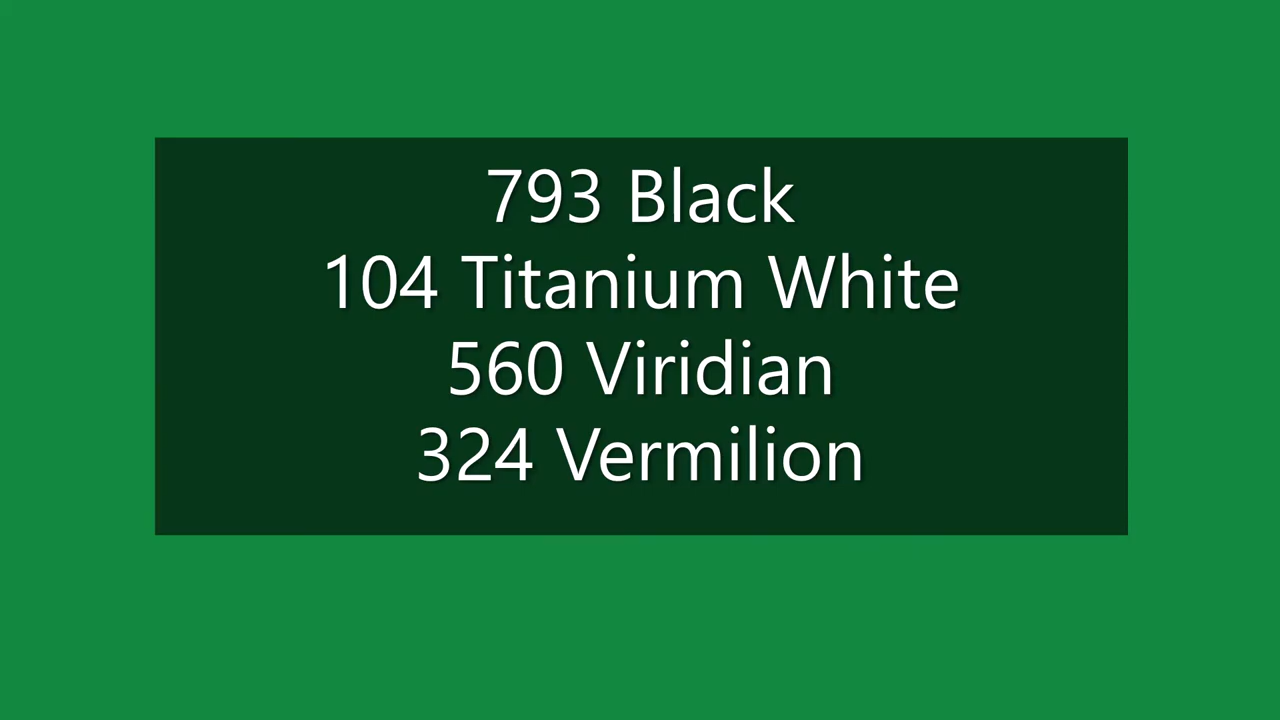 793 Black
104 Titanium White
560 Viridian
324 Vermilion